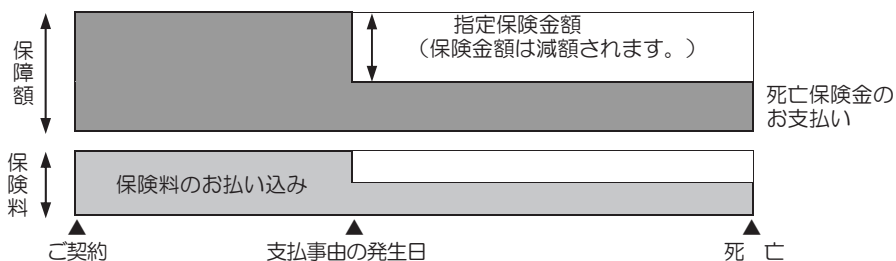 保障額
指定保険金額
（保険金額は減額されます。）
死亡保険金の
お支払い
保険料
保険料のお払い込み
ご契約
支払事由の発生日
死　亡